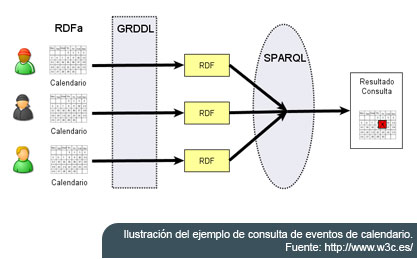 RDFa
GRDDL
SPARQL
Calendario
RDF
Calendario
RDF
Calendario
RDF
Resultado
Consulta
Ilustración del ejemplo de consulta de eventos de calendario.
Fuente: http://www.w3c.es/